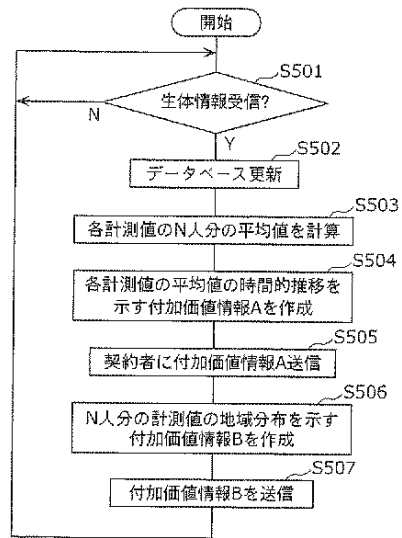 開始
S501
生体情報受信?
N
Y
S502
データベース更新
S503
各計測値のN人分の平均値を計算
S504
各計測値の平均値の時間的推移を
示す付加価値情報Aを作成
S505
契約者に付加価値情報A送信
S506
N人分の計測値の地域分布を示す
付加価値情報Bを作成
S507
付加価値情報Bを送信